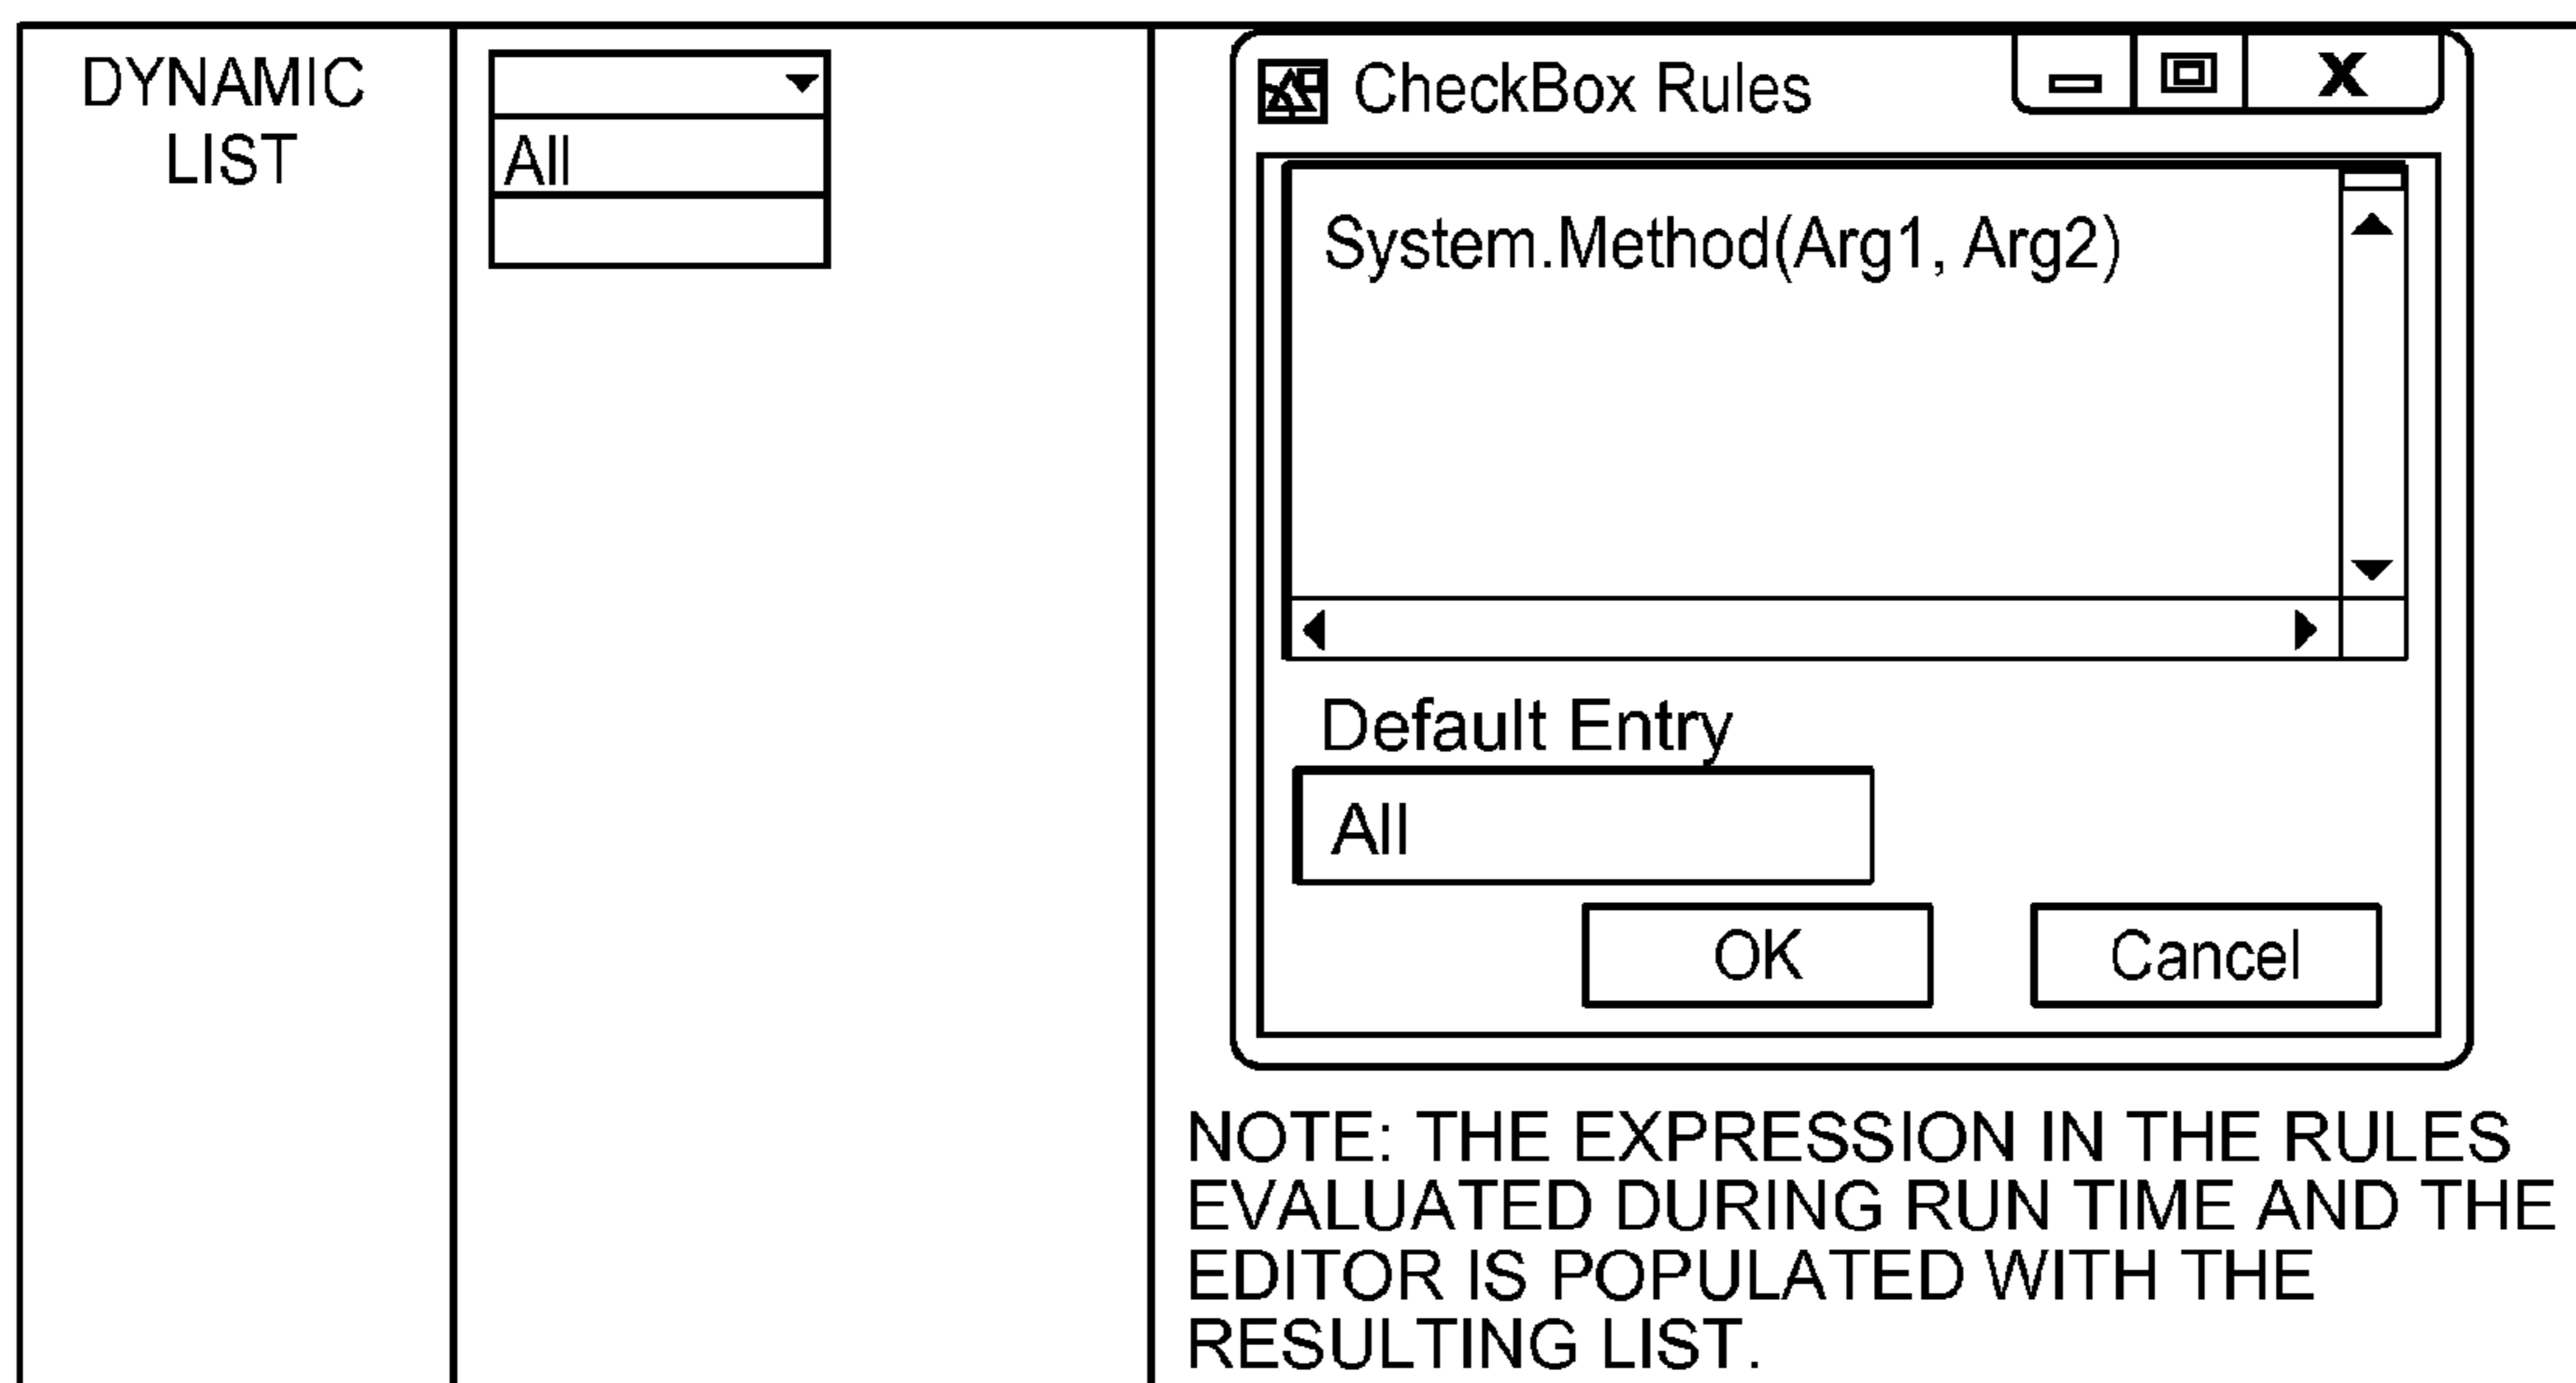 DYNAMIC
LIST
All
CheckBox Rules
X
System.Method(Arg1, Arg2)
Default Entry
All
OK
Cancel
NOTE: THE EXPRESSION IN THE RULES
EVALUATED DURING RUN TIME AND THE
EDITOR IS POPULATED WITH THE
RESULTING LIST.